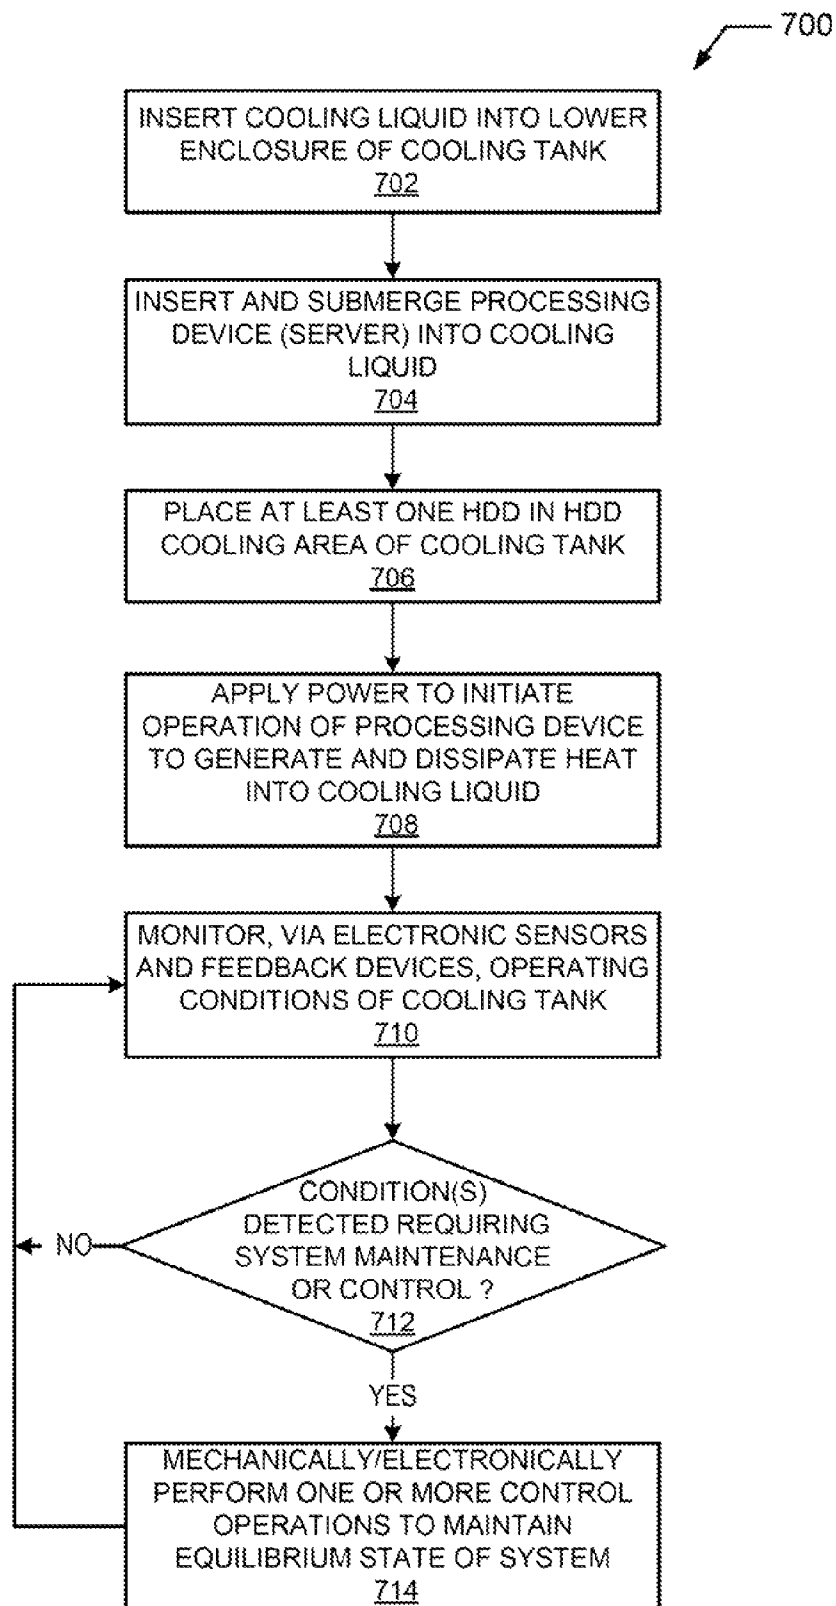 700
INSERT COOLING LIQUID INTO LOWER
ENCLOSURE OF COOLING TANK
702
INSERT AND SUBMERGE PROCESSING
DEVICE (SERVER) INTO COOLING
LIQUID
704
PLACE AT LEAST ONE HDD IN HDD
COOLING AREA OF COOLING TANK
706
APPLY POWER TO INITIATE
OPERATION OF PROCESSING DEVICE
TO GENERATE AND DISSIPATE HEAT
INTO COOLING LIQUID
708
MONITOR, VIA ELECTRONIC SENSORS
AND FEEDBACK DEVICES, OPERATING
CONDITIONS OF COOLING TANK
710
CONDITION(S)
DETECTED REQUIRING
SYSTEM MAINTENANCE
OR CONTROL ?
712
NO
YES
MECHANICALLY/ELECTRONICALLY
PERFORM ONE OR MORE CONTROL
OPERATIONS TO MAINTAIN
EQUILIBRIUM STATE OF SYSTEM
714